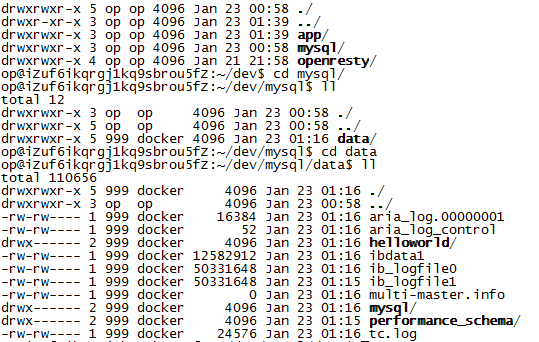 drwxrwxr-x 5 op op 4096 Jan 23 00:58 ./
drwxr-xr-x 3 op op 4096 Jan 23 01:39 ../
drwxrwxr-x 3 op op 4096 Jan 23 01:39 app/
drwxrwxr-x 3 op op 4096 Jan 23 00:58 mysql/
drwxrwxr-x 4 op op 4096 Jan 21 21:58 openresty/
op@iZuf6ikqrgj1kq9sbrou5fZ:~/dev$ cd mysql/
op@iZuf6ikqrgj1kq9sbrou5fZ:~/dev/mysql$ ll
total 12
drwxrwxr-x 3 op op 4096 Jan 23 00:58 ./
drwxrwxr-x 5 op op 4096 Jan 23 00:58 ../
drwxrwxr-x 5 999 docker 4096 Jan 23 01:16 data/
op@iZuf6ikqrgj1kq9sbrou5fZ:~/dev/mysql$ cd data
op@iZuf6ikqrgj1kq9sbrou5fZ:~/dev/mysql/data$ ll
total 110656
drwxrwxr-x 5 999 docker 4096 Jan 23 01:16 ./
drwxrwxr-x 3 op op 4096 Jan 23 00:58 ../
-rw-rw---- 1 999 docker 16384 Jan 23 01:16 aria_log.00000001
-rw-rw---- 1 999 docker 52 Jan 23 01:16 aria_log_control
drwx------ 2 999 docker 4096 Jan 23 01:16 helloworld/
-rw-rw---- 1 999 docker 12582912 Jan 23 01:16 ibdata1
-rw-rw---- 1 999 docker 50331648 Jan 23 01:16 ib_logfile0
-rw-rw---- 1 999 docker 50331648 Jan 23 01:15 ib_logfile1
-rw-rw---- 1 999 docker 0 Jan 23 01:16 multi-master.info
drwx------ 2 999 docker 4096 Jan 23 01:16 mysql/
drwx------ 2 999 docker 4096 Jan 23 01:15 performance_schema/
-rw-rw---- 1 999 docker 24576 Jan 23 01:16 tc.log